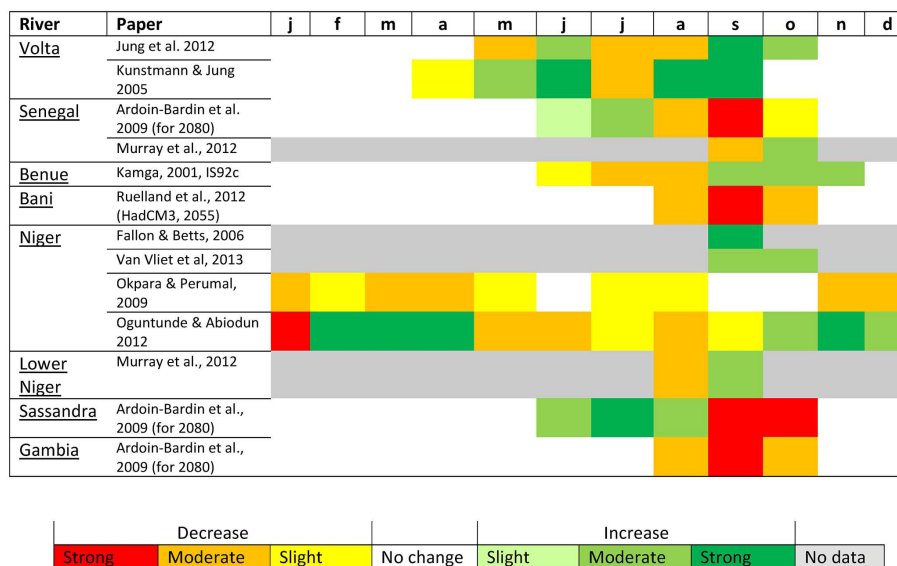 River Paper j f m a m j j a s o n d
Volta Jung et al. 2012
Kunstmann & Jung
2005
Senegal Ardoin-Bardin et al.
2009 (for 2080)
Murray et al., 2012
Benue Kamga, 2001, IS92c
Bani Ruelland et al., 2012
(HadCM3, 2055)
Niger Fallon & Betts, 2006
Van Vliet et al, 2013
Okpara & Perumal,
2009
Oguntunde & Abiodun
2012
Lower Murray et al., 2012
Niger
Sassandra Ardoin-Bardin et al.,
2009 (for 2080)
Gambia Ardoin-Bardin et al.,
2009 (for 2080)
Decrease Increase
Strong Moderate Slight No change Slight Moderate Strong No data